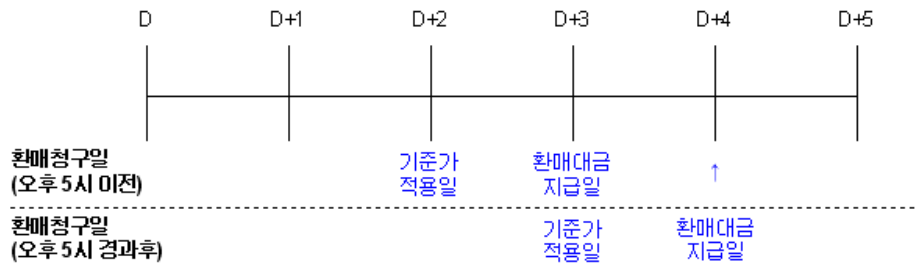 D D+1 D+2 D+3 D+4 D+5
환매청구일 기준가 환매대금 ↑
(오후 5시 이전) 적용일 지급일
환매청구일 기준가 환매대금
(오후 5시 경과후) 적용일 지급일